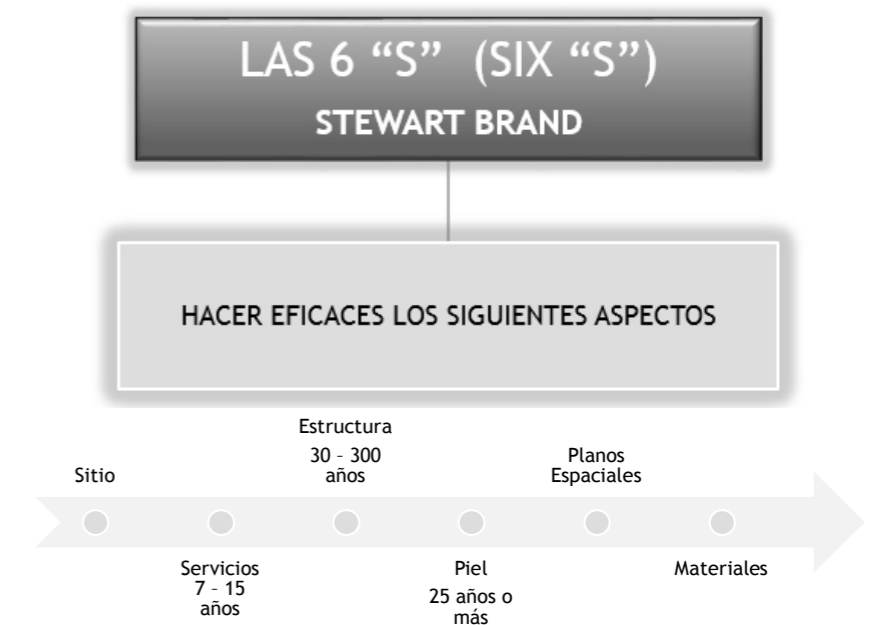 LAS 6 “S” (SIX “S”)
STEWART BRAND
HACER EFICACES LOS SIGUIENTES ASPECTOS
Sitio
Servicios
7 – 15
años
Estructura
30 – 300
años
Piel
25 años o
más
Planos
Espaciales
Materiales